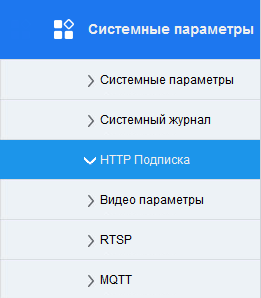 Системные параметры
Системные параметры
Системный журнал
HTTP Подписка
Видео параметры
RTSP
MQTT